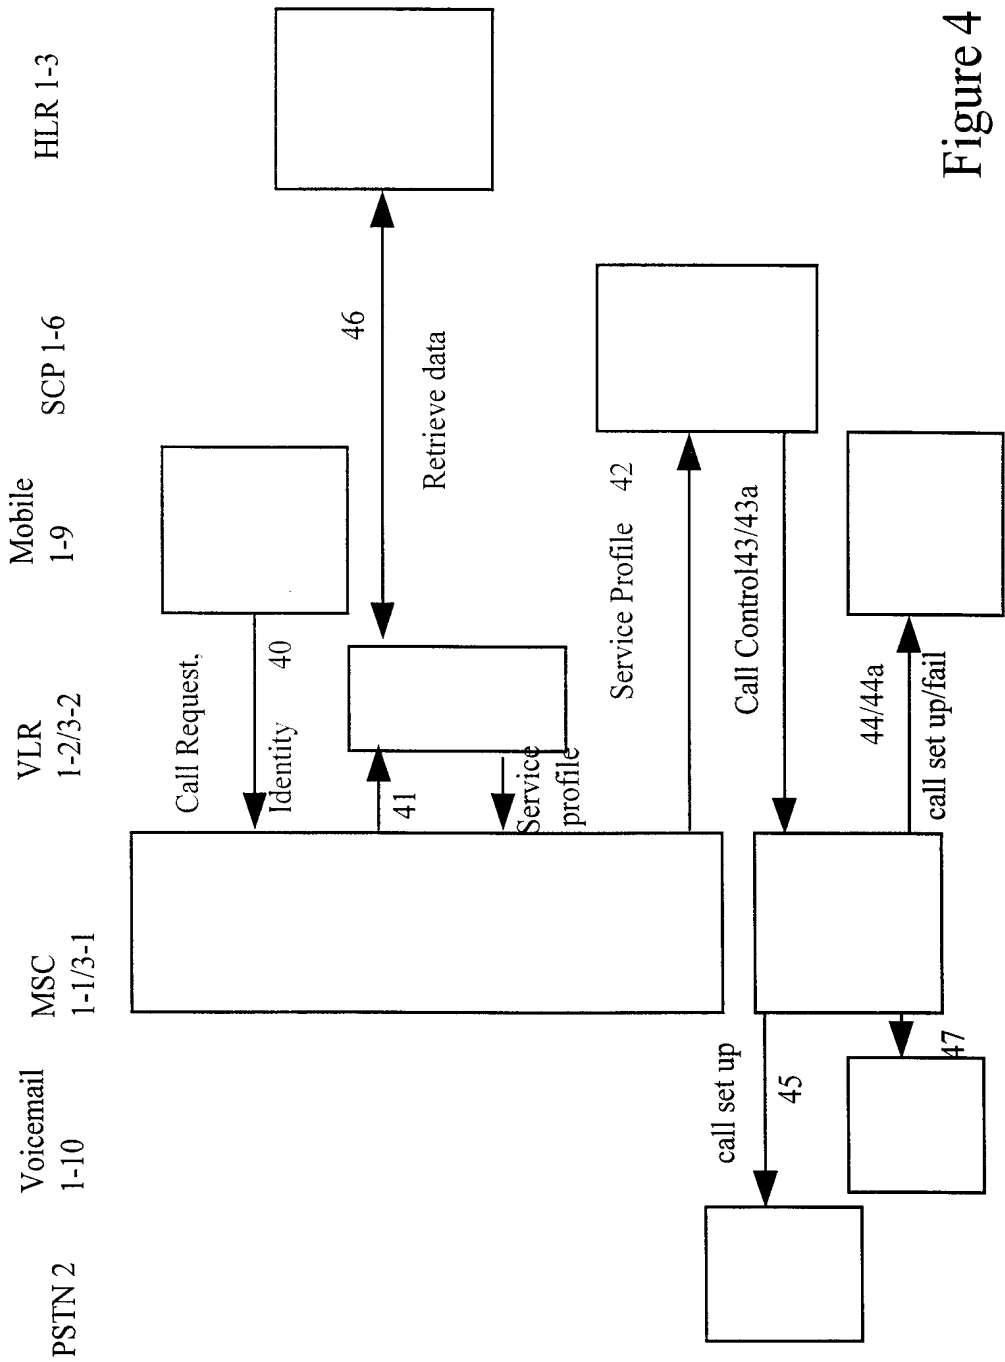 PSTN 2
Voicemail
1-10
MSC
1-1/3-1
VLR
1-2/3-2
Mobile
1-9
SCP 1-6
HLR 1-3
Call Request,
Identity 40
41
46
Retrieve data
Service
profile
Service Profile 42
Call Control43/43a
call set up
45
44/44a
call set up/fail
47
Figure 4